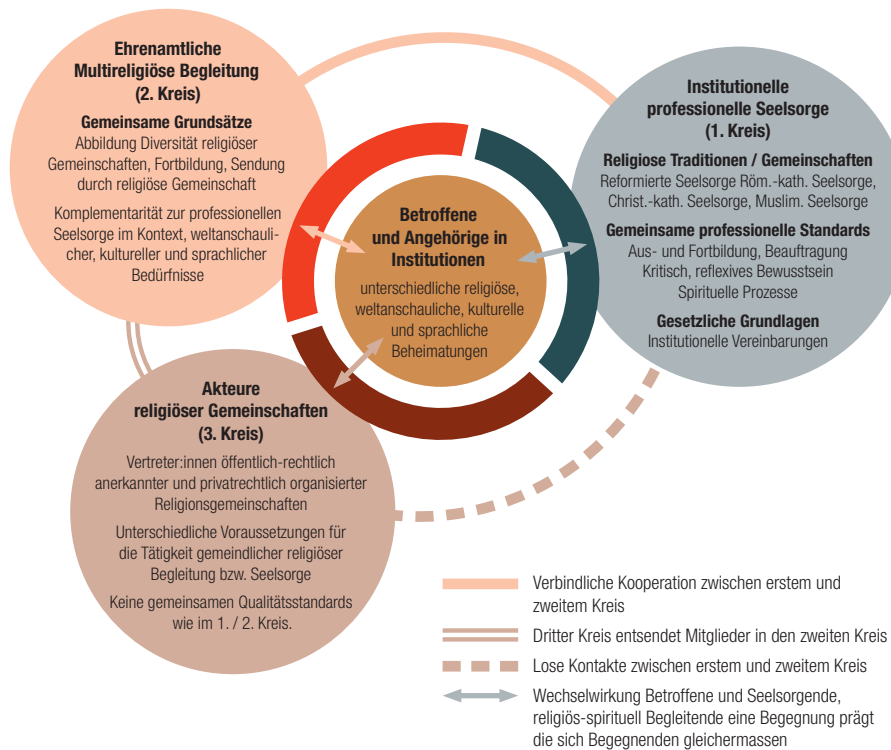 Ehrenamtliche
Multireligiöse Begleitung
(2. Kreis)
Gemeinsame Grundsätze
Abbildung Diversität religiöser
Gemeinschaften, Fortbildung, Sendung
durch religiöse Gemeinschaft
Komplementarität zur professionellen
Seelsorge im Kontext, weltanschauli-
cher, kultureller und sprachlicher
Bedürfnisse
Institutionelle
professionelle Seelsorge
(1. Kreis)
Religiose Traditionen / Gemeinschaften
Reformierte Seelsorge Röm.-kath. Seelsorge,
Christ.-kath. Seelsorge, Muslim. Seelsorge
Gemeinsame professionelle Standards
Aus- und Fortbildung, Beauftragung
Kritisch, reflexives Bewusstsein
Spirituelle Prozesse
Gesetzliche Grundlagen
Institutionelle Vereinbarungen
Betroffene
und Angehörige in
Institutionen
unterschiedliche religiöse,
weltanschauliche, kulturelle
und sprachliche
Beheimatungen
Akteure
religiöser Gemeinschaften
(3. Kreis)
Vertreter:innen öffentlich-rechtlich
anerkannter und privatrechtlich organisierter
Religionsgemeinschaften
Unterschiedliche Voraussetzungen für
die Tätigkeit gemeindlicher religiöser
Begleitung bzw. Seelsorge
Keine gemeinsamen Qualitätsstandards
wie im 1. / 2. Kreis.
Verbindliche Kooperation zwischen erstem und
zweitem Kreis
Dritter Kreis entsendet Mitglieder in den zweiten Kreis
Lose Kontakte zwischen erstem und zweitem Kreis
Wechselwirkung Betroffene und Seelsorgende,
religiös-spirituell Begleitende eine Begegnung prägt
die sich Begegnenden gleichermassen